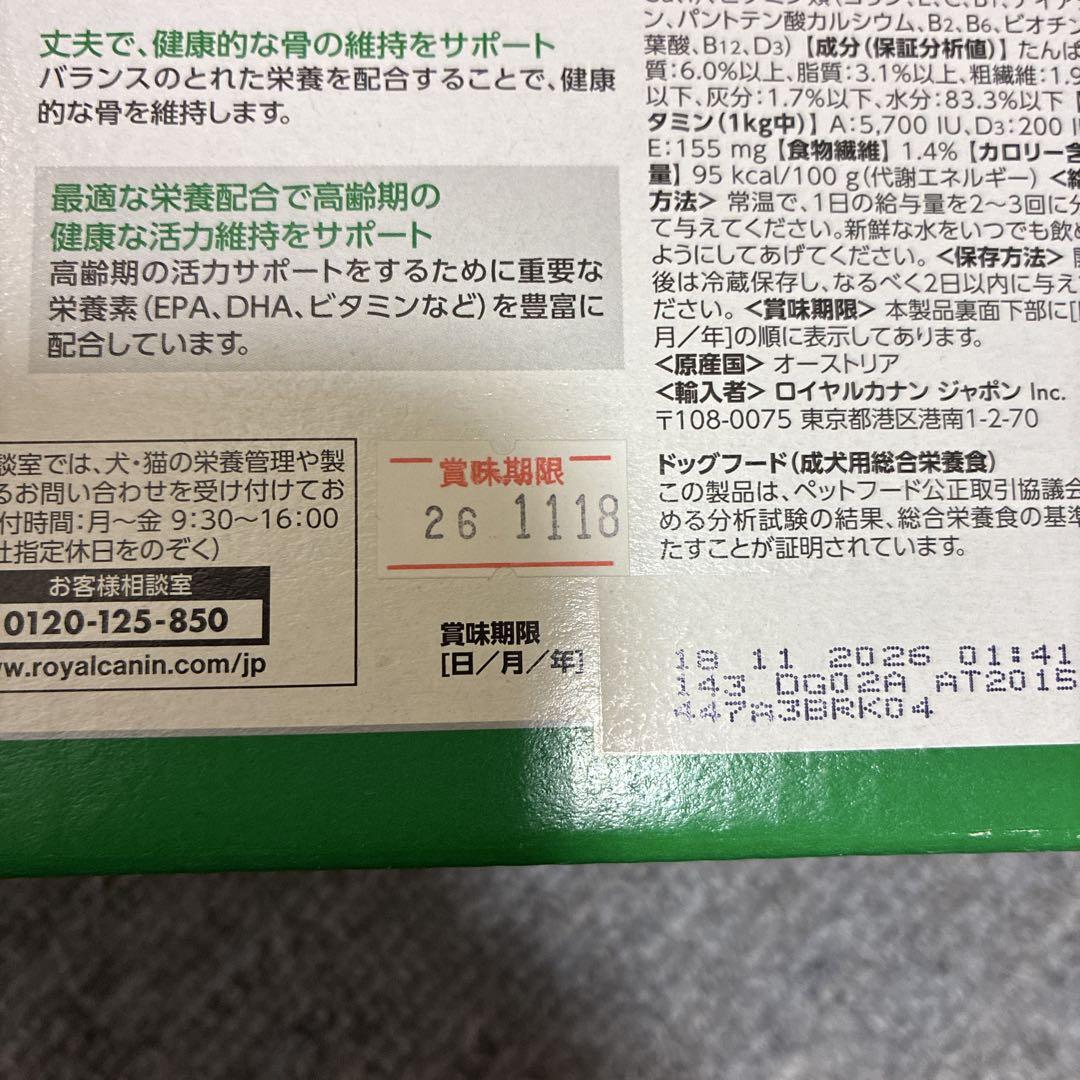 丈夫で、健康的な骨の維持をサポート
バランスのとれた栄養を配合することで、健康
的な骨を維持します。
最適な栄養配合で高齢期の
健康な活力維持をサポート
高齢期の活力サポートをするために重要な
栄養素(EPA、DHA、ビタミンなど)を豊富に
配合しています。
談室では、犬・猫の栄養管理や製
るお問い合わせを受け付けてお
付時間:月〜金 9:30〜16:00
社指定休日をのぞく)
お客様相談室
0120-125-850
w.royalcanin.com/jp
賞味期限
26 1118
賞味期限
[日/月/年]
ン、パントテン酸カルシウム、B2、B6、ビオチン
葉酸、B12、D3)【成分(保証分析値)】たんぱ
質:6.0%以上、脂質:3.1%以上、粗繊維:1.9
以下、灰分:1.7%以下、水分:83.3%以下
タミン(1kg中)】A:5,700 IU、D3:200 IU
E:155 mg【食物繊維】1.4%【カロリー含
量】95 kcal/100 g(代謝エネルギー)<給
方法> 常温で、1日の給与量を2〜3回に分
て与えてください。新鮮な水をいつでも飲め
ようにしてあげてください。<保存方法> 開
後は冷蔵保存し、なるべく2日以内に与え
ださい。<賞味期限> 本製品裏面下部に[
月/年]の順に表示してあります。
<原産国> オーストリア
<輸入者> ロイヤルカナン ジャポン Inc.
〒108-0075 東京都港区港南1-2-70
ドッグフード(成犬用総合栄養食)
この製品は、ペットフード公正取引協議会
める分析試験の結果、総合栄養食の基準
たすことが証明されています。
18 11 2026 01:41
143 DG02A AT2015
447A3BRK04